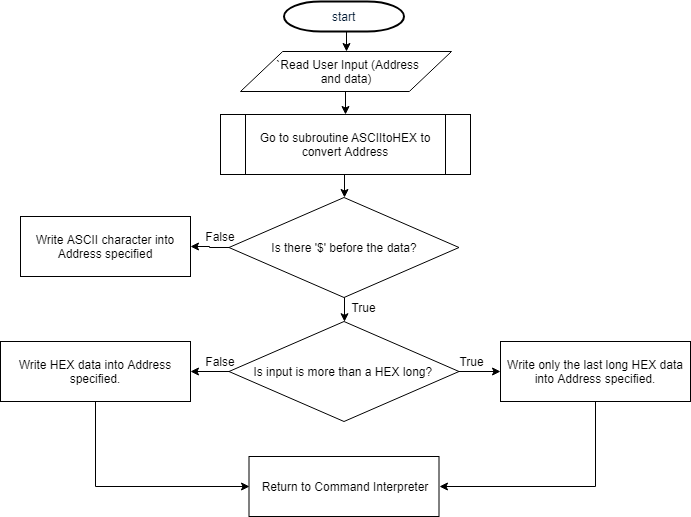 start
`Read User Input (Address
and data)
Go to subroutine ASCIItoHEX to
convert Address
Is there '$' before the data?
False
Write ASCII character into
Address specified
True
Is input is more than a HEX long?
False
True
Write HEX data into Address
specified.
Write only the last long HEX data
into Address specified.
Return to Command Interpreter